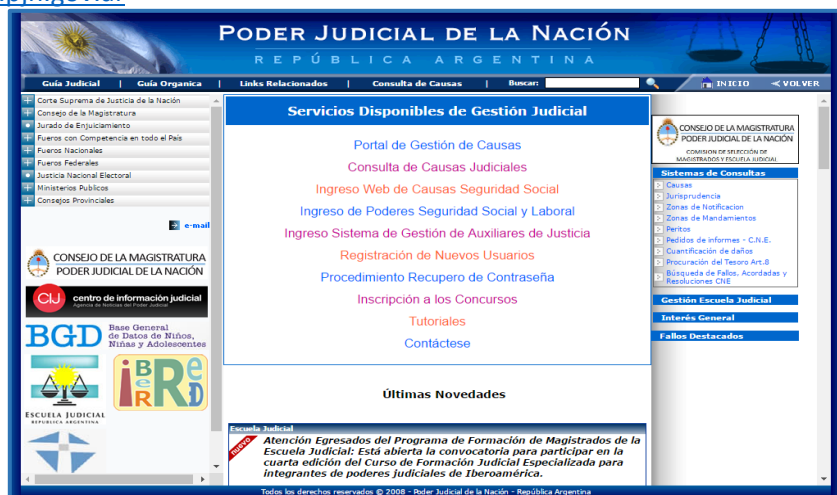 PODER JUDICIAL DE LA NACIÓN
REPÚBLICA ARGENTINA
Guía Judicial | Guía Organica | Links Relacionados | Consulta de Causas | Buscar: INICIO < VOLVER
Corte Suprema de Justicia de la Nación
Consejo de la Magistratura
Jurado de Enjuiciamiento
Fueros con Competencia en todo el País
Fueros Nacionales
Fueros Federales
Justicia Nacional Electoral
Ministerios Publicos
Consejos Provinciales
e-mail
CONSEJO DE LA MAGISTRATURA
PODER JUDICIAL DE LA NACIÓN
CIJ centro de información judicial
Agencia de Noticias del Poder Judicial
BGD Base General
de Datos de Niños,
Niñas y Adolescentes
iBER RED
ESCUELA JUDICIAL
REPUBLICA ARGENTINA
Servicios Disponibles de Gestión Judicial
Portal de Gestión de Causas
Consulta de Causas Judiciales
Ingreso Web de Causas Seguridad Social
Ingreso de Poderes Seguridad Social y Laboral
Ingreso Sistema de Gestión de Auxiliares de Justicia
Registración de Nuevos Usuarios
Procedimiento Recupero de Contraseña
Inscripción a los Concursos
Tutoriales
Contáctese
Últimas Novedades
Escuela Judicial
nuevo
Atención Egresados del Programa de Formación de Magistrados de la
Escuela Judicial: Está abierta la convocatoria para participar en la
cuarta edición del Curso de Formación Judicial Especializada para
integrantes de poderes judiciales de Iberoamérica.
CONSEJO DE LA MAGISTRATURA
PODER JUDICIAL DE LA NACIÓN
COMISION DE SELECCIÓN DE
MAGISTRADOS Y ESCUELA JUDICIAL
Sistemas de Consultas
Causas
Jurisprudencia
Zonas de Notificacion
Zonas de Mandamientos
Peritos
Pedidos de informes - C.N.E.
Cuantificación de daños
Procuración del Tesoro Art.8
Búsqueda de Fallos, Acordadas y
Resoluciones CNE
Gestión Escuela Judicial
Interés General
Fallos Destacados
Todos los derechos reservados © 2008 - Poder Judicial de la Nación - República Argentina